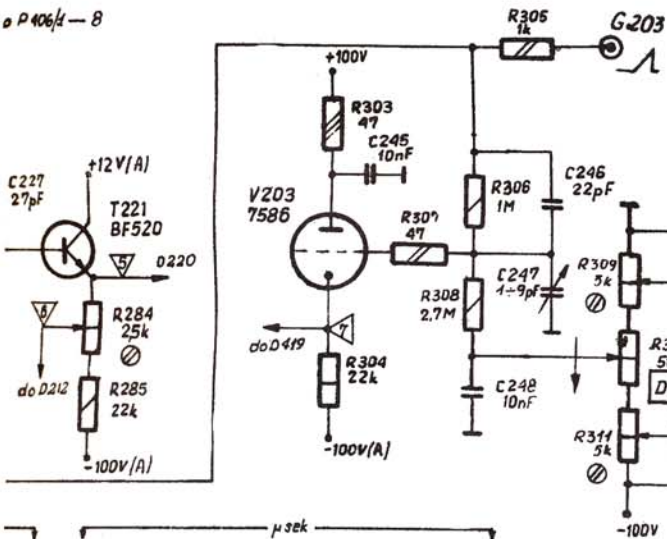 P406/1 — 8
R305
1k
G203
+100V
R303
47
C245
10nF
+12V(A)
C227
27pF
T221
BF520
V203
7586
R306
1M
C246
22pF
R307
47
5
D220
R309
5k
C247
1÷9pF
R308
2,7M
6
R284
25k
7
do D419
R304
22k
do D212
R285
22k
C248
10nF
R311
5k
-100V(A)
-100V(A)
-100V
µsek